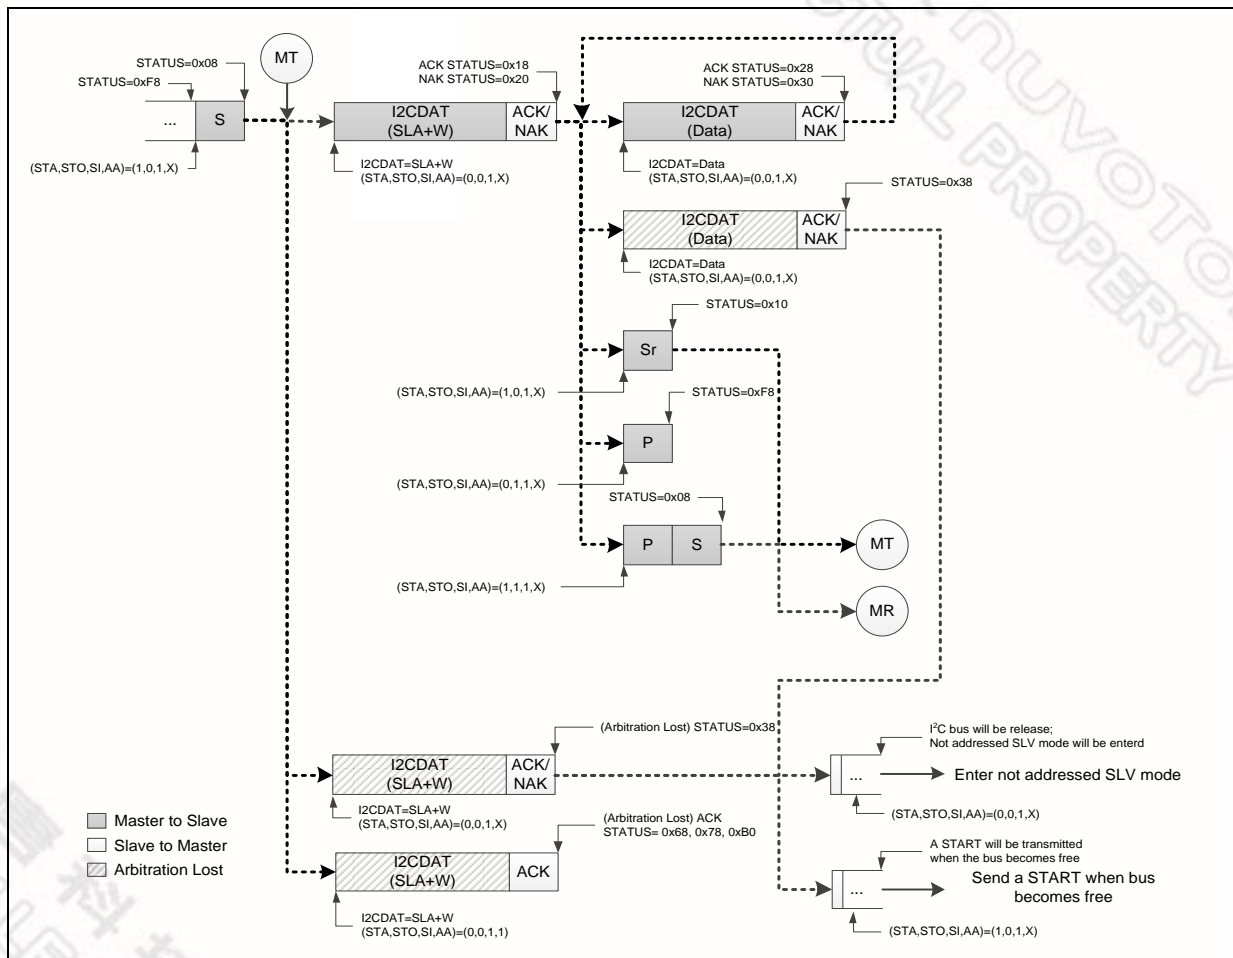 STATUS=0x08
MT
STATUS=0xF8
ACK STATUS=0x18
NAK STATUS=0x20
ACK STATUS=0x28
NAK STATUS=0x30
...
S
I2CDAT
(SLA+W)
ACK/
NAK
I2CDAT
(Data)
ACK/
NAK
(STA,STO,SI,AA)=(1,0,1,X)
I2CDAT=SLA+W
(STA,STO,SI,AA)=(0,0,1,X)
I2CDAT=Data
(STA,STO,SI,AA)=(0,0,1,X)
STATUS=0x38
I2CDAT
(Data)
ACK/
NAK
I2CDAT=Data
(STA,STO,SI,AA)=(0,0,1,X)
STATUS=0x10
Sr
(STA,STO,SI,AA)=(1,0,1,X)
STATUS=0xF8
P
(STA,STO,SI,AA)=(0,1,1,X)
STATUS=0x08
P
S
MT
(STA,STO,SI,AA)=(1,1,1,X)
MR
(Arbitration Lost) STATUS=0x38
I2C bus will be release;
Not addressed SLV mode will be enterd
I2CDAT
(SLA+W)
ACK/
NAK
...
Enter not addressed SLV mode
I2CDAT=SLA+W
(STA,STO,SI,AA)=(0,0,1,X)
(STA,STO,SI,AA)=(0,0,1,X)
Master to Slave
Slave to Master
Arbitration Lost
(Arbitration Lost) ACK
STATUS= 0x68, 0x78, 0xB0
A START will be transmitted
when the bus becomes free
I2CDAT
(SLA+W)
ACK
...
Send a START when bus
becomes free
I2CDAT=SLA+W
(STA,STO,SI,AA)=(0,0,1,1)
(STA,STO,SI,AA)=(1,0,1,X)
nuvoTo
TUAL PROPERTY